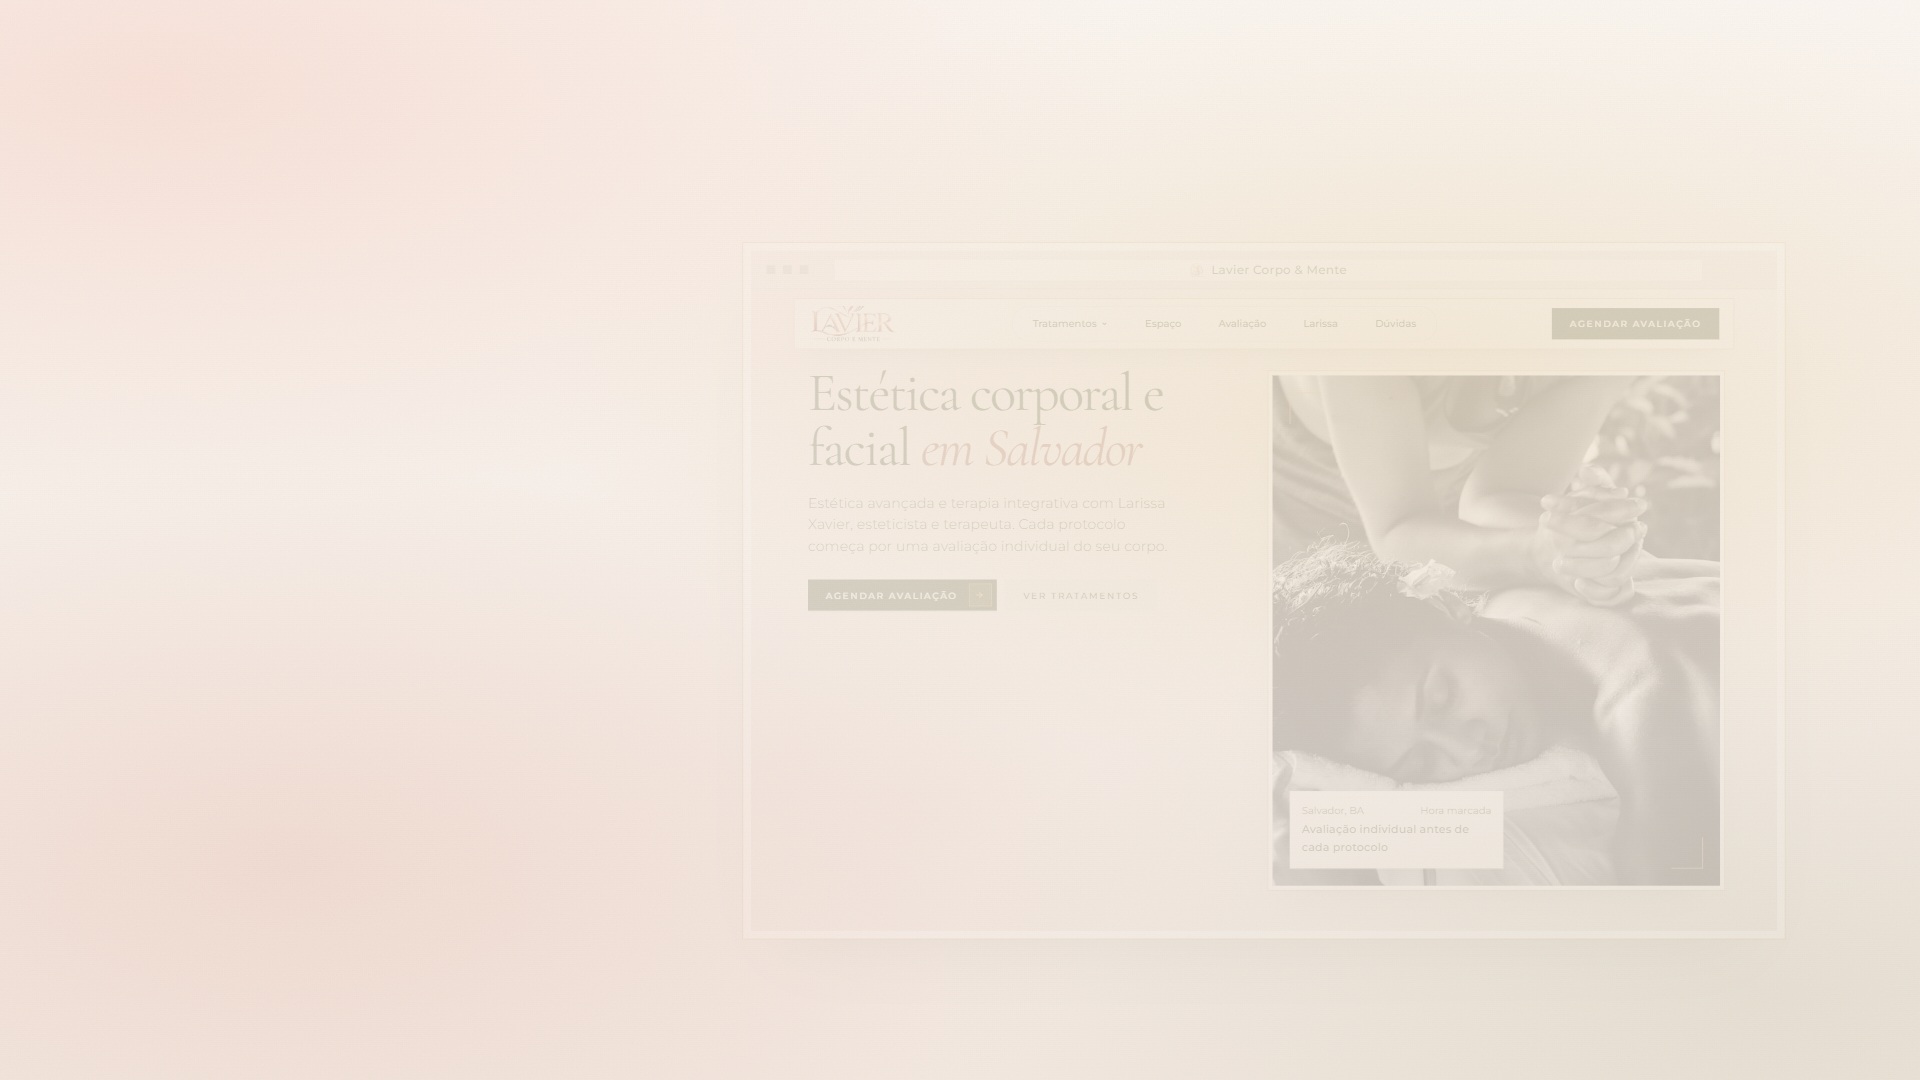 Lavier Corpo & Mente
LAVIER
CORPO E MENTE
Tratamentos
Espaço
Avaliação
Larissa
Dúvidas
AGENDAR AVALIAÇÃO
Estética corporal e
facial em Salvador
Estética avançada e terapia integrativa com Larissa
Xavier, esteticista e terapeuta. Cada protocolo
começa por uma avaliação individual do seu corpo.
AGENDAR AVALIAÇÃO
VER TRATAMENTOS
Salvador, BA
Hora marcada
Avaliação individual antes de
cada protocolo